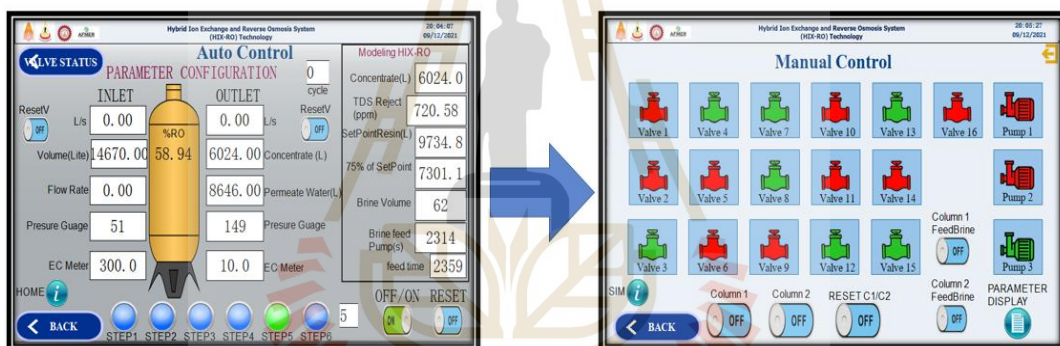 Hybrid Ion Exchange and Reverse Osmosis System
(HIX-RO) Technology
20:04:07
09/12/2021
VALVE STATUS
Auto Control
PARAMETER CONFIGURATION
0
cycle
Modeling HIX-RO
INLET
OUTLET
Concentrate(L) 6024.0
ResetV
OFF
L/s 0.00
%RO
58.94
0.00 L/s
ResetV
OFF
TDS Reject
(ppm) 720.58
SetPointResin(L) 9734.8
Volume(Lite) 14670.00
6024.00 Concentrate (L)
75% of SetPoint 7301.1
Flow Rate 0.00
8646.00 Permeate Water(L)
Brine Volume 62
Presure Guage 51
149 Presure Guage
Brine feed
Pump(s) 2314
EC Meter 300.0
10.0 EC Meter
feed time 2359
HOME
BACK
STEP1 STEP2 STEP3 STEP4 STEP5 STEP6
5
OFF/ON RESET
ON
OFF
Hybrid Ion Exchange and Reverse Osmosis System
(HIX-RO) Technology
20:05:27
09/12/2021
Manual Control
Valve 1 Valve 4 Valve 7 Valve 10 Valve 13 Valve 16 Pump 1
Valve 2 Valve 5 Valve 8 Valve 11 Valve 14 Pump 2
Column 1
FeedBrine
OFF
Valve 3 Valve 6 Valve 9 Valve 12 Valve 15 Pump 3
SIM
Column 1 Column 2 RESET C1/C2
Column 2
FeedBrine
PARAMETER
DISPLAY
BACK
OFF OFF OFF OFF